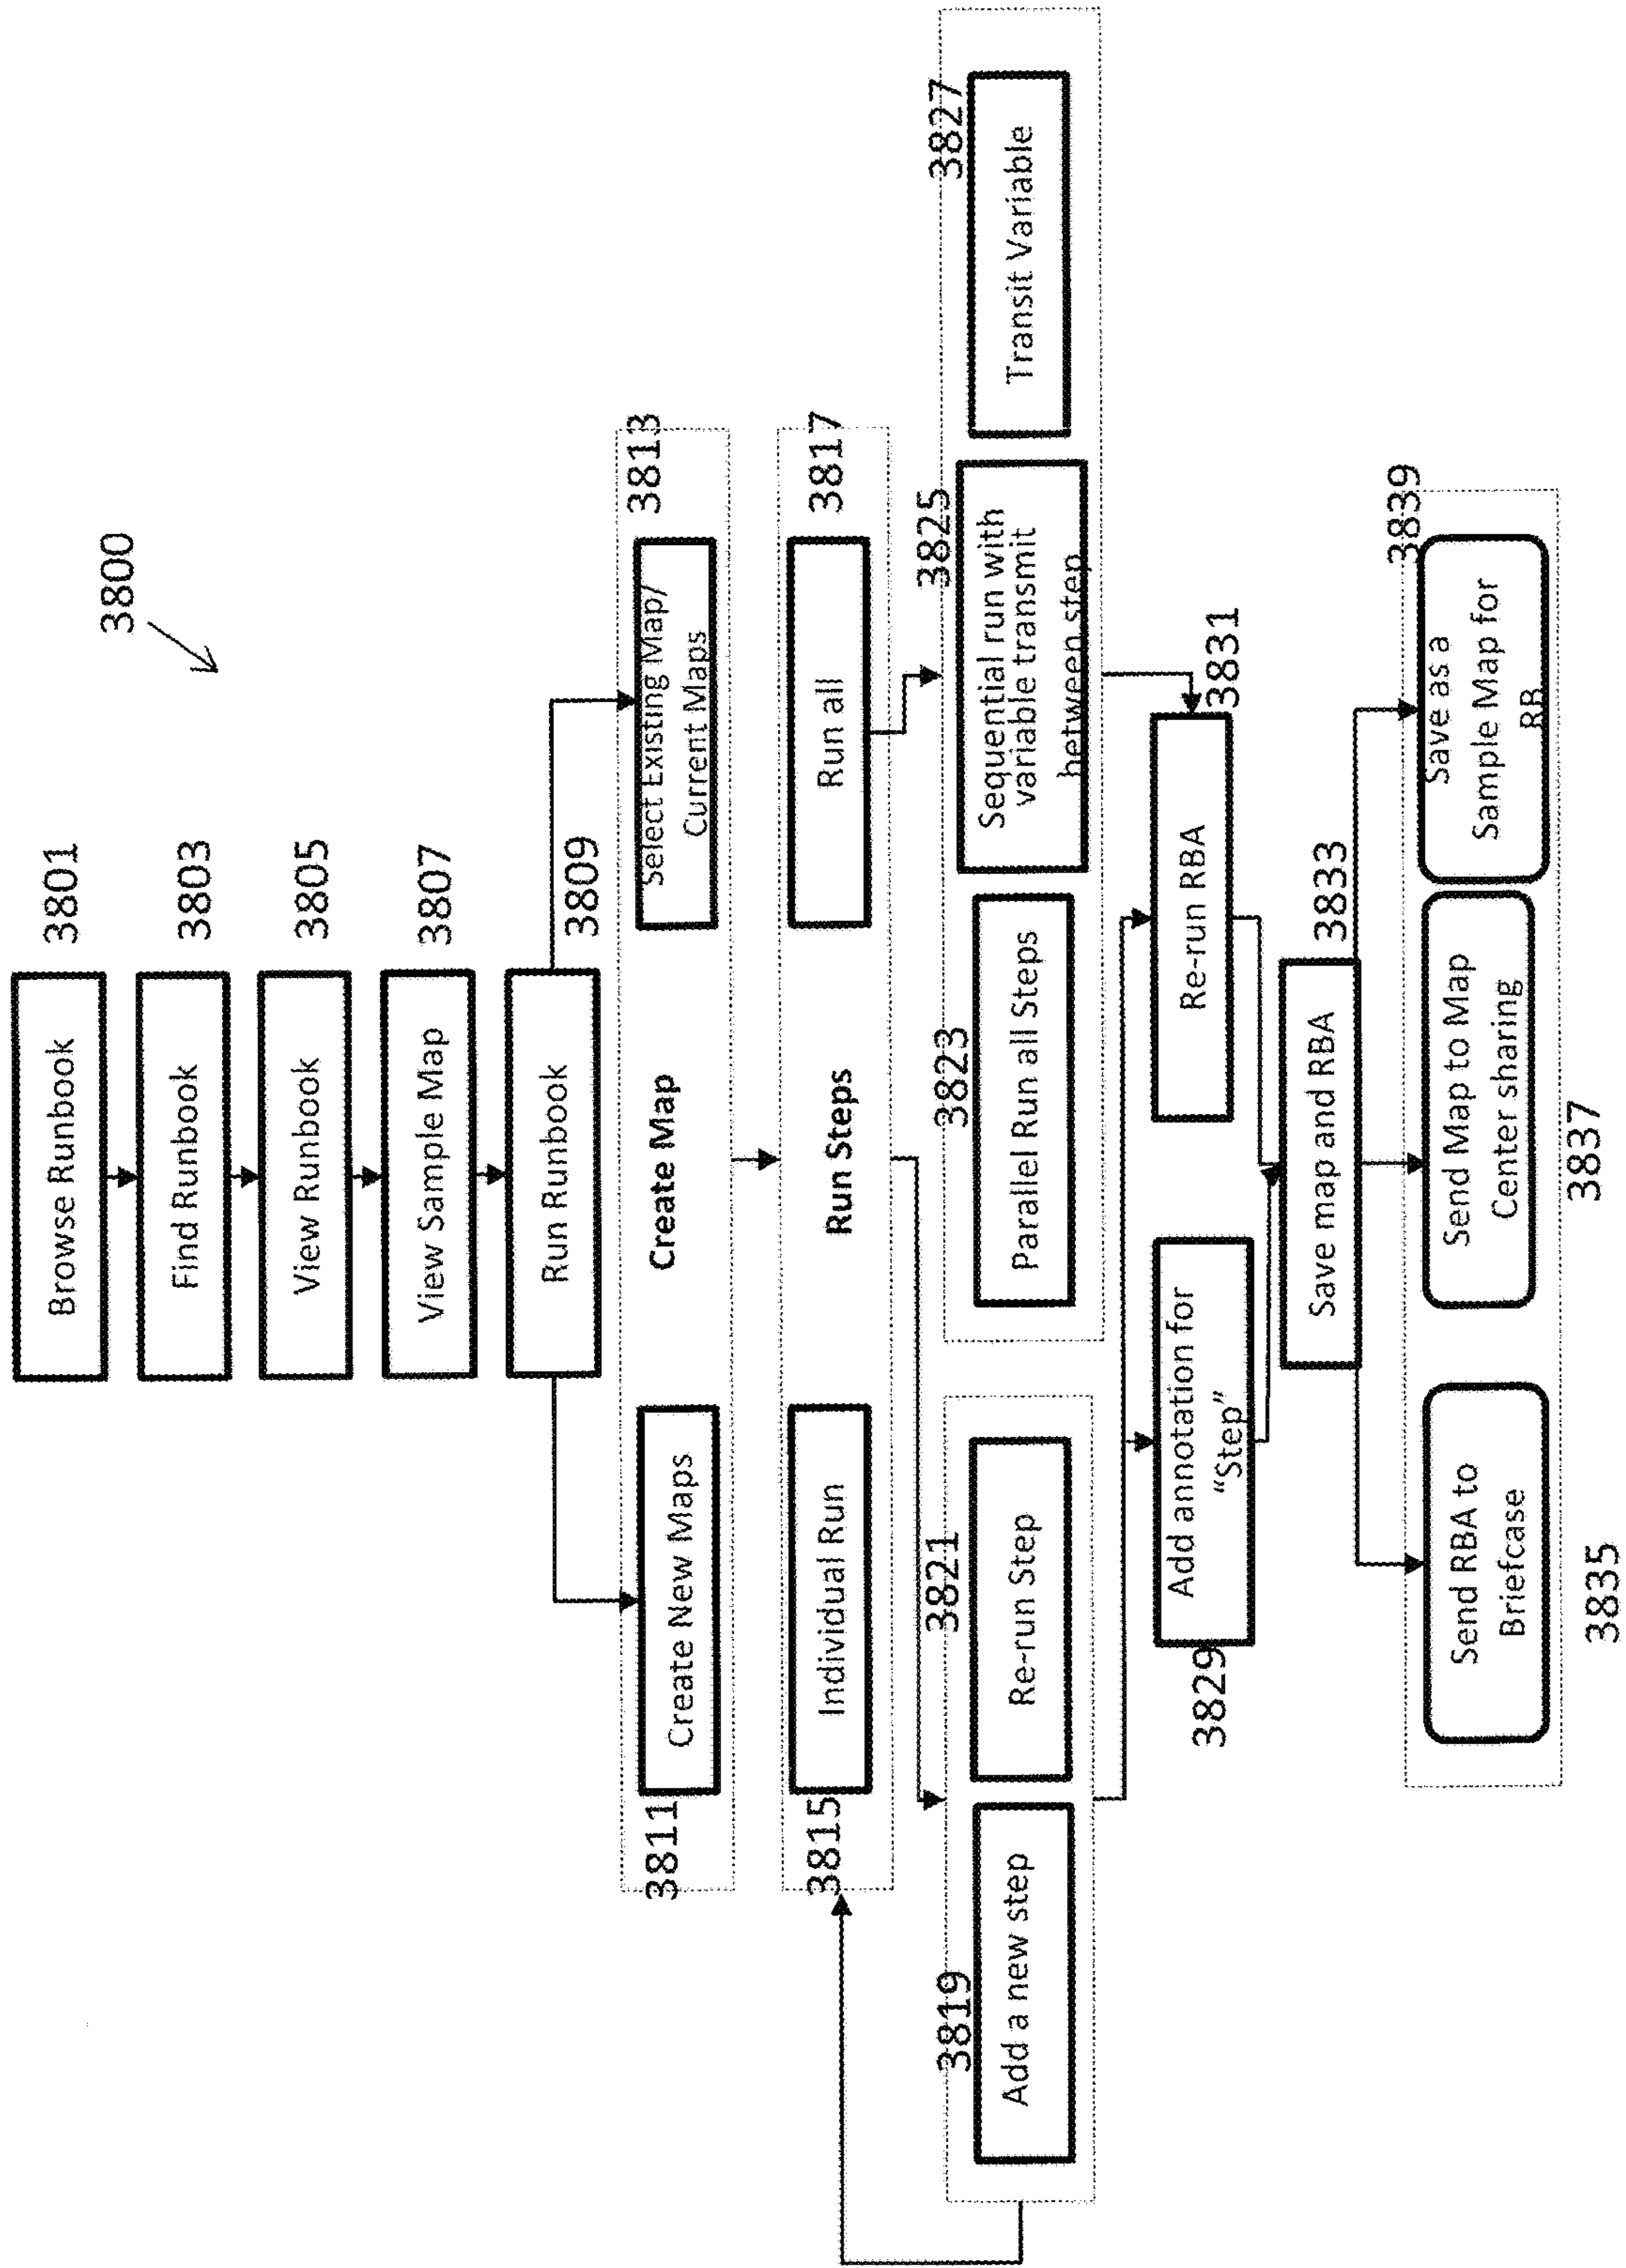 3800
Browse Runbook
3801
Find Runbook
3803
View Runbook
3805
View Sample Map
3807
Run Runbook
3809
3811
Create New Maps
Create Map
Select Existing Map/
Current Maps
3813
3815
Individual Run
Run Steps
Run all
3817
3819
Add a new step
3821
Re-run Step
3823
Parallel Run all Steps
3825
Sequential run with
variable transmit
between step
3827
Transit Variable
3829
Add annotation for
“Step”
Re-run RBA
3831
Save map and RBA
3833
Send RBA to
Briefcase
3835
Send Map to Map
Center sharing
3837
Save as a
Sample Map for
RB
3839